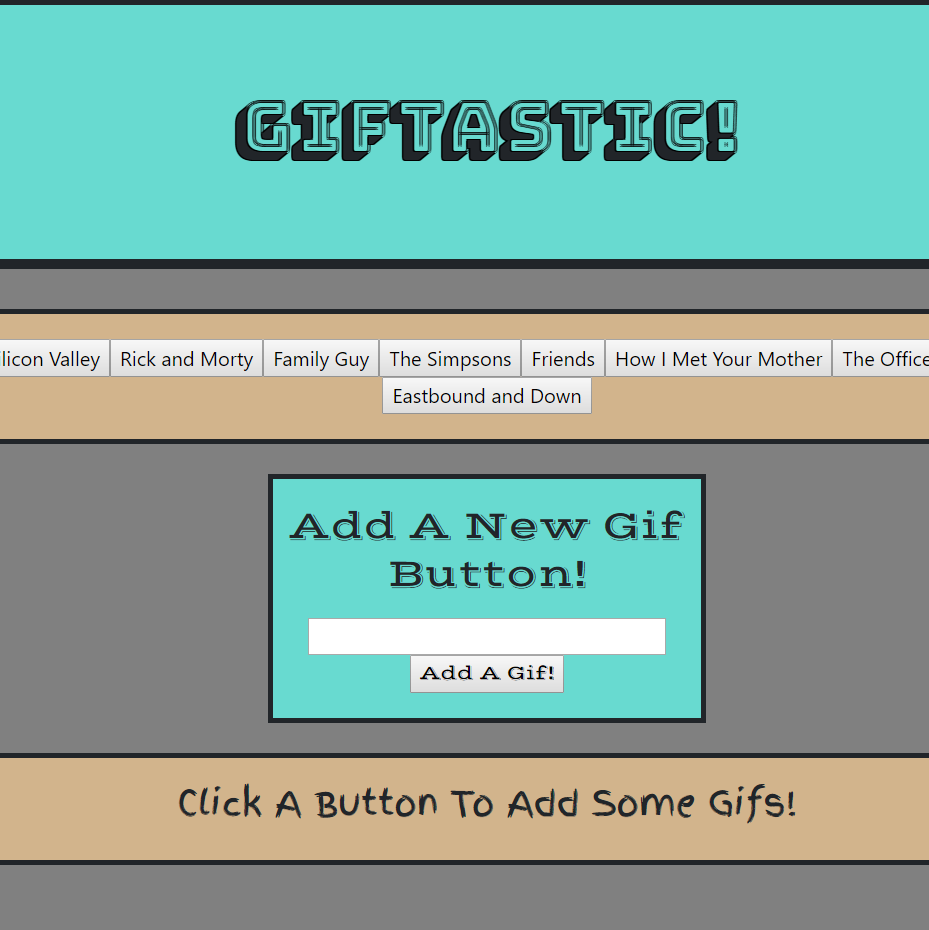 GIFTASTIC!
licon Valley Rick and Morty Family Guy The Simpsons Friends How I Met Your Mother The Office
Eastbound and Down
Add A New Gif
Button!
Add A Gif!
Click A Button To Add Some Gifs!